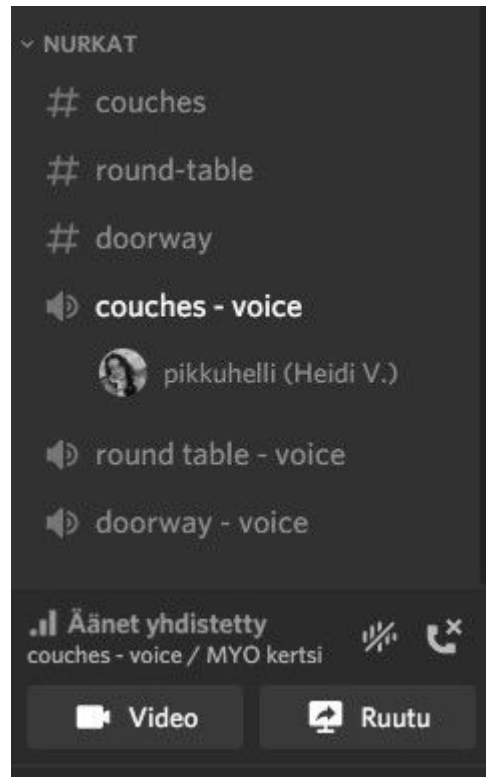 NURKAT
# couches
# round-table
# doorway
couches - voice
pikkuhelli (Heidi V.)
round table - voice
doorway - voice
Äänet yhdistetty
couches - voice / MYO kertsi
Video
Ruutu